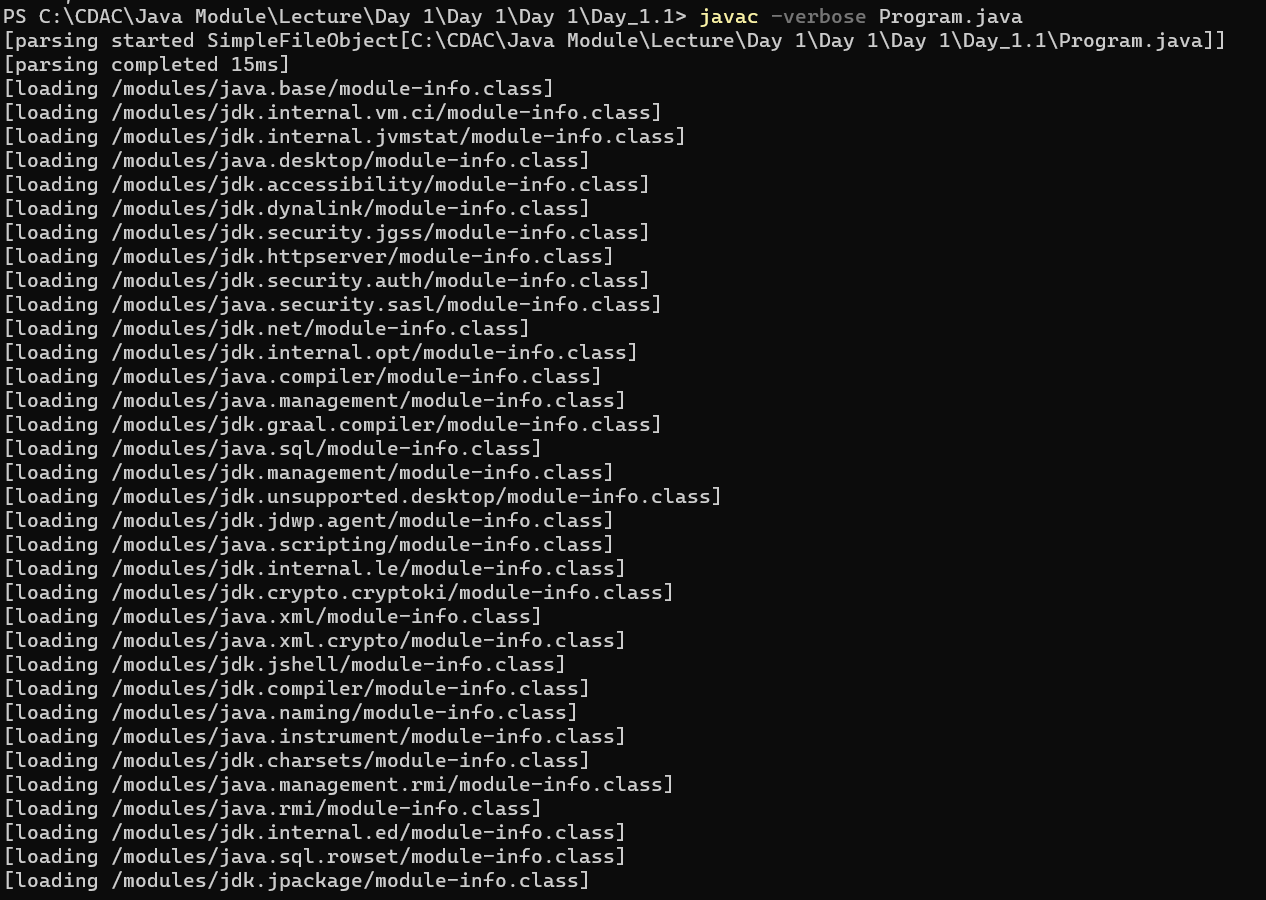 PS C:\CDAC\Java Module\Lecture\Day 1\Day 1\Day 1\Day_1.1> javac -verbose Program.java
[parsing started SimpleFileObject[C:\CDAC\Java Module\Lecture\Day 1\Day 1\Day 1\Day_1.1\Program.java]]
[parsing completed 15ms]
[loading /modules/java.base/module-info.class]
[loading /modules/jdk.internal.vm.ci/module-info.class]
[loading /modules/jdk.internal.jvmstat/module-info.class]
[loading /modules/java.desktop/module-info.class]
[loading /modules/jdk.accessibility/module-info.class]
[loading /modules/jdk.dynalink/module-info.class]
[loading /modules/jdk.security.jgss/module-info.class]
[loading /modules/jdk.httpserver/module-info.class]
[loading /modules/jdk.security.auth/module-info.class]
[loading /modules/java.security.sasl/module-info.class]
[loading /modules/jdk.net/module-info.class]
[loading /modules/jdk.internal.opt/module-info.class]
[loading /modules/java.compiler/module-info.class]
[loading /modules/java.management/module-info.class]
[loading /modules/jdk.graal.compiler/module-info.class]
[loading /modules/java.sql/module-info.class]
[loading /modules/jdk.management/module-info.class]
[loading /modules/jdk.unsupported.desktop/module-info.class]
[loading /modules/jdk.jdwp.agent/module-info.class]
[loading /modules/java.scripting/module-info.class]
[loading /modules/jdk.internal.le/module-info.class]
[loading /modules/jdk.crypto.cryptoki/module-info.class]
[loading /modules/java.xml/module-info.class]
[loading /modules/java.xml.crypto/module-info.class]
[loading /modules/jdk.jshell/module-info.class]
[loading /modules/jdk.compiler/module-info.class]
[loading /modules/java.naming/module-info.class]
[loading /modules/java.instrument/module-info.class]
[loading /modules/jdk.charsets/module-info.class]
[loading /modules/java.management.rmi/module-info.class]
[loading /modules/java.rmi/module-info.class]
[loading /modules/jdk.internal.ed/module-info.class]
[loading /modules/java.sql.rowset/module-info.class]
[loading /modules/jdk.jpackage/module-info.class]